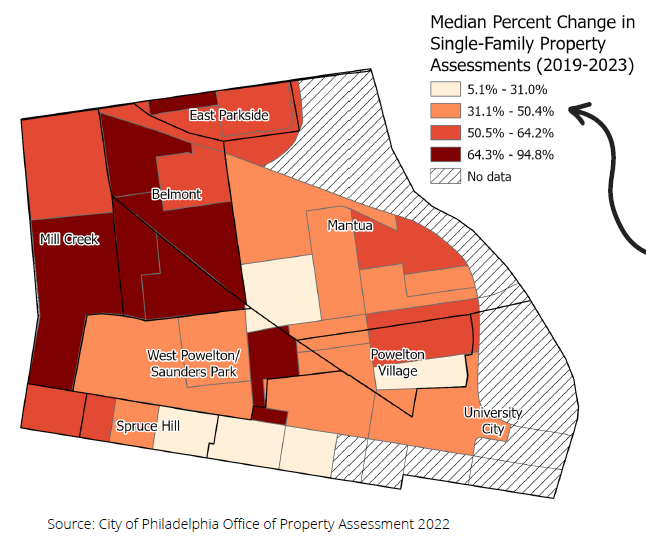 Median Percent Change in
Single-Family Property
Assessments (2019-2023)
5.1% - 31.0%
31.1% - 50.4%
50.5% - 64.2%
64.3% - 94.8%
No data
East Parkside
Belmont
Mantua
Mill Creek
West Powelton/
Saunders Park
Powelton
Village
University
City
Spruce Hill
Source: City of Philadelphia Office of Property Assessment 2022